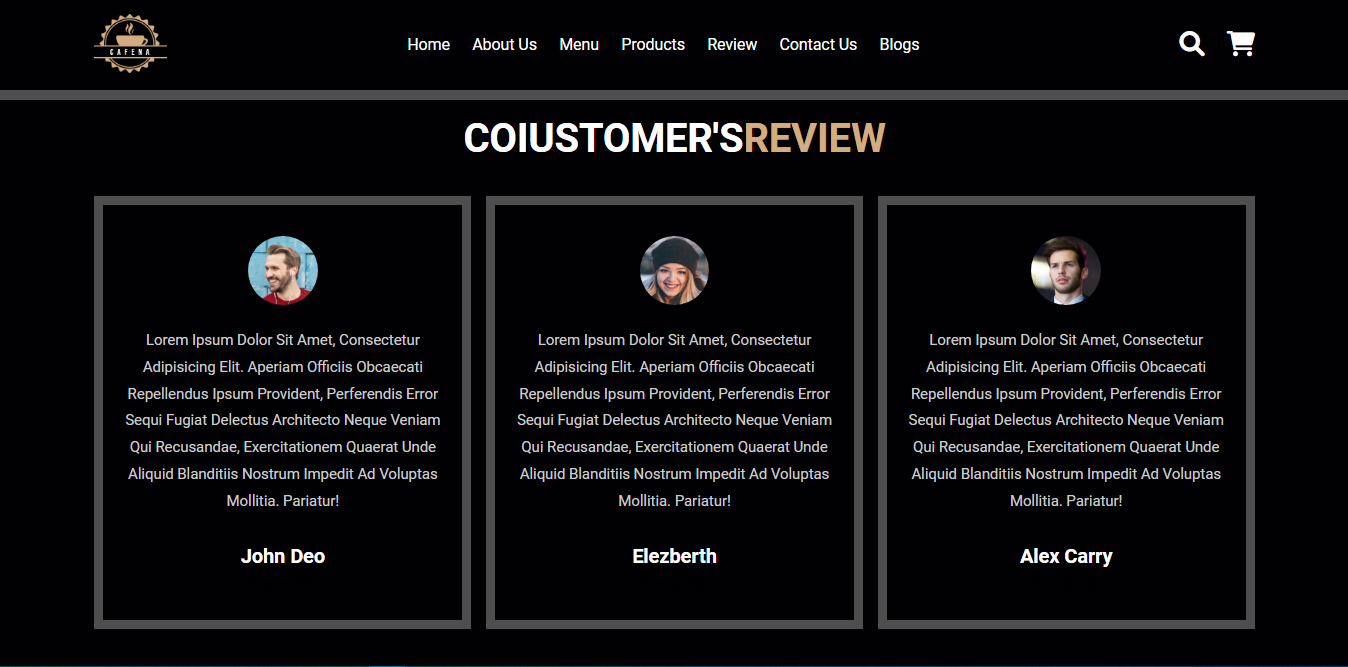 CAFENA
Home About Us Menu Products Review Contact Us Blogs
COIUSTOMER'SREVIEW
Lorem Ipsum Dolor Sit Amet, Consectetur
Adipisicing Elit. Aperiam Officiis Obcaecati
Repellendus Ipsum Provident, Perferendis Error
Sequi Fugiat Delectus Architecto Neque Veniam
Qui Recusandae, Exercitationem Quaerat Unde
Aliquid Blanditiis Nostrum Impedit Ad Voluptas
Mollitia. Pariatur!
John Deo
Lorem Ipsum Dolor Sit Amet, Consectetur
Adipisicing Elit. Aperiam Officiis Obcaecati
Repellendus Ipsum Provident, Perferendis Error
Sequi Fugiat Delectus Architecto Neque Veniam
Qui Recusandae, Exercitationem Quaerat Unde
Aliquid Blanditiis Nostrum Impedit Ad Voluptas
Mollitia. Pariatur!
Elezberth
Lorem Ipsum Dolor Sit Amet, Consectetur
Adipisicing Elit. Aperiam Officiis Obcaecati
Repellendus Ipsum Provident, Perferendis Error
Sequi Fugiat Delectus Architecto Neque Veniam
Qui Recusandae, Exercitationem Quaerat Unde
Aliquid Blanditiis Nostrum Impedit Ad Voluptas
Mollitia. Pariatur!
Alex Carry